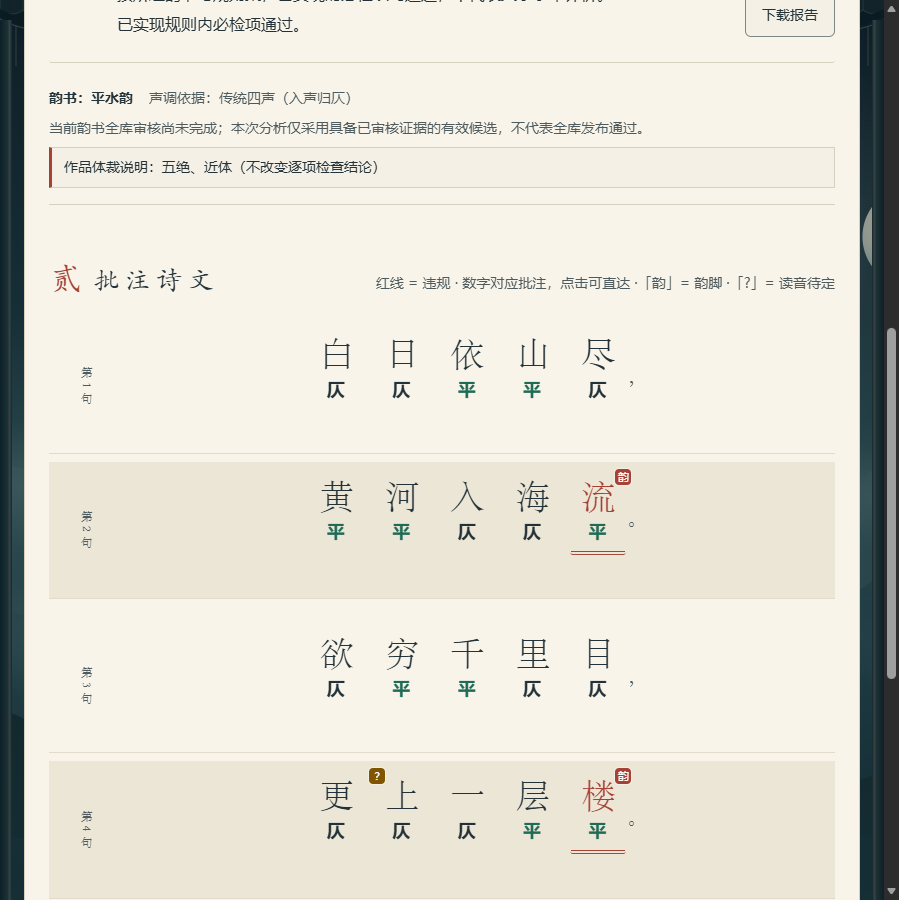 已实现规则内必检项通过。
下载报告
韵书：平水韵 声调依据：传统四声（入声归仄）
当前韵书全库审核尚未完成；本次分析仅采用具备已审核证据的有效候选，不代表全库发布通过。
作品体裁说明：五绝、近体（不改变逐项检查结论）
贰 批注诗文
红线 = 违规 · 数字对应批注，点击可直达 ·「韵」= 韵脚 ·「?」= 读音待定
第1句
白日依山尽，
仄仄平平仄
第2句
韵
黄河入海流。
平平仄仄平
第3句
欲穷千里目，
仄平平仄仄
第4句
? 韵
更上一层楼。
仄仄仄平平